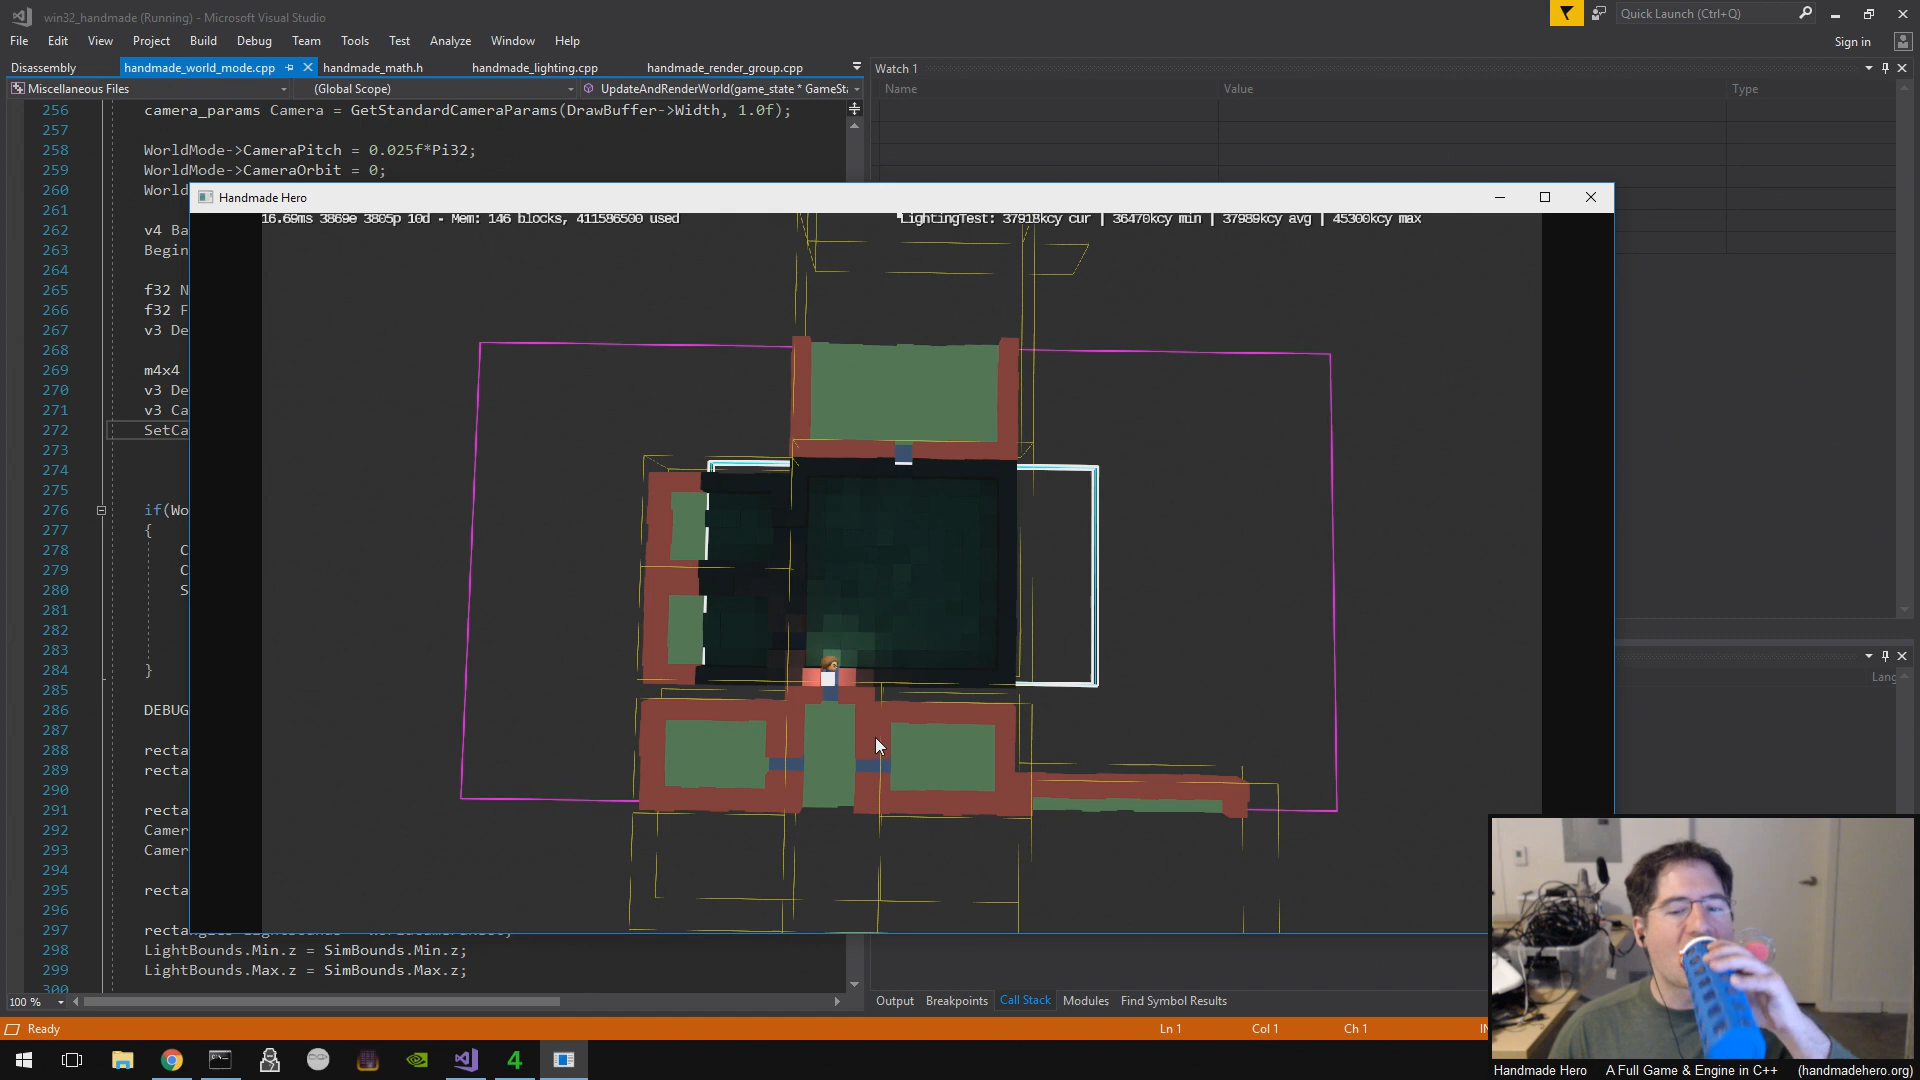 win32_handmade (Running) - Microsoft Visual Studio
Quick Launch (Ctrl+Q)
File Edit View Project Build Debug Team Tools Test Analyze Window Help
Sign in
Disassembly handmade_world_mode.cpp handmade_math.h handmade_lighting.cpp handmade_render_group.cpp
Watch 1
Miscellaneous Files (Global Scope) UpdateAndRenderWorld(game_state * GameSta
Name Value Type
256 camera_params Camera = GetStandardCameraParams(DrawBuffer->Width, 1.0f);
257
258 WorldMode->CameraPitch = 0.025f*Pi32;
259 WorldMode->CameraOrbit = 0;
260 World
Handmade Hero
261
16.69ms 3869e 3805p 10d - Mem: 146 blocks, 411586500 used
LightingTest: 37918kcy cur | 36470kcy min | 37989kcy avg | 45300kcy max
262 v4 Ba
263 Begin
264
265 f32 N
266 f32 F
267 v3 De
268
269 m4x4
270 v3 De
271 v3 Ca
272 SetCa
273
274
275
276 if(Wo
277 {
278 C
279 C
280 S
281
282
283
284 }
285
286 DEBUG
287
288 recta
289 recta
290
291 recta
292 Camer
293 Camer
294
295 recta
296
297
298 LightBounds.Min.z = SimBounds.Min.z;
299 LightBounds.Max.z = SimBounds.Max.z;
300
Lang
100 %
Output Breakpoints Call Stack Modules Find Symbol Results
Ready
Ln 1 Col 1 Ch 1 IN
4
Handmade Hero A Full Game & Engine in C++ (handmadehero.org)